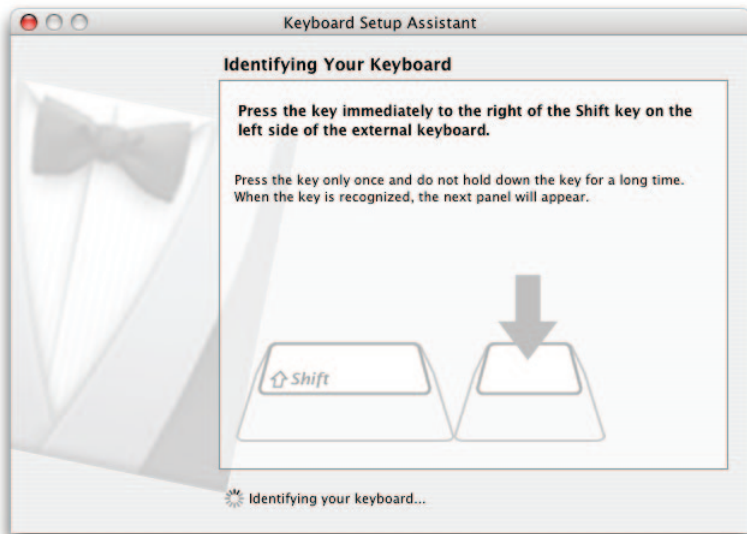 Keyboard Setup Assistant
Identifying Your Keyboard
Press the key immediately to the right of the Shift key on the
left side of the external keyboard.
Press the key only once and do not hold down the key for a long time.
When the key is recognized, the next panel will appear.
Shift
Identifying your keyboard...